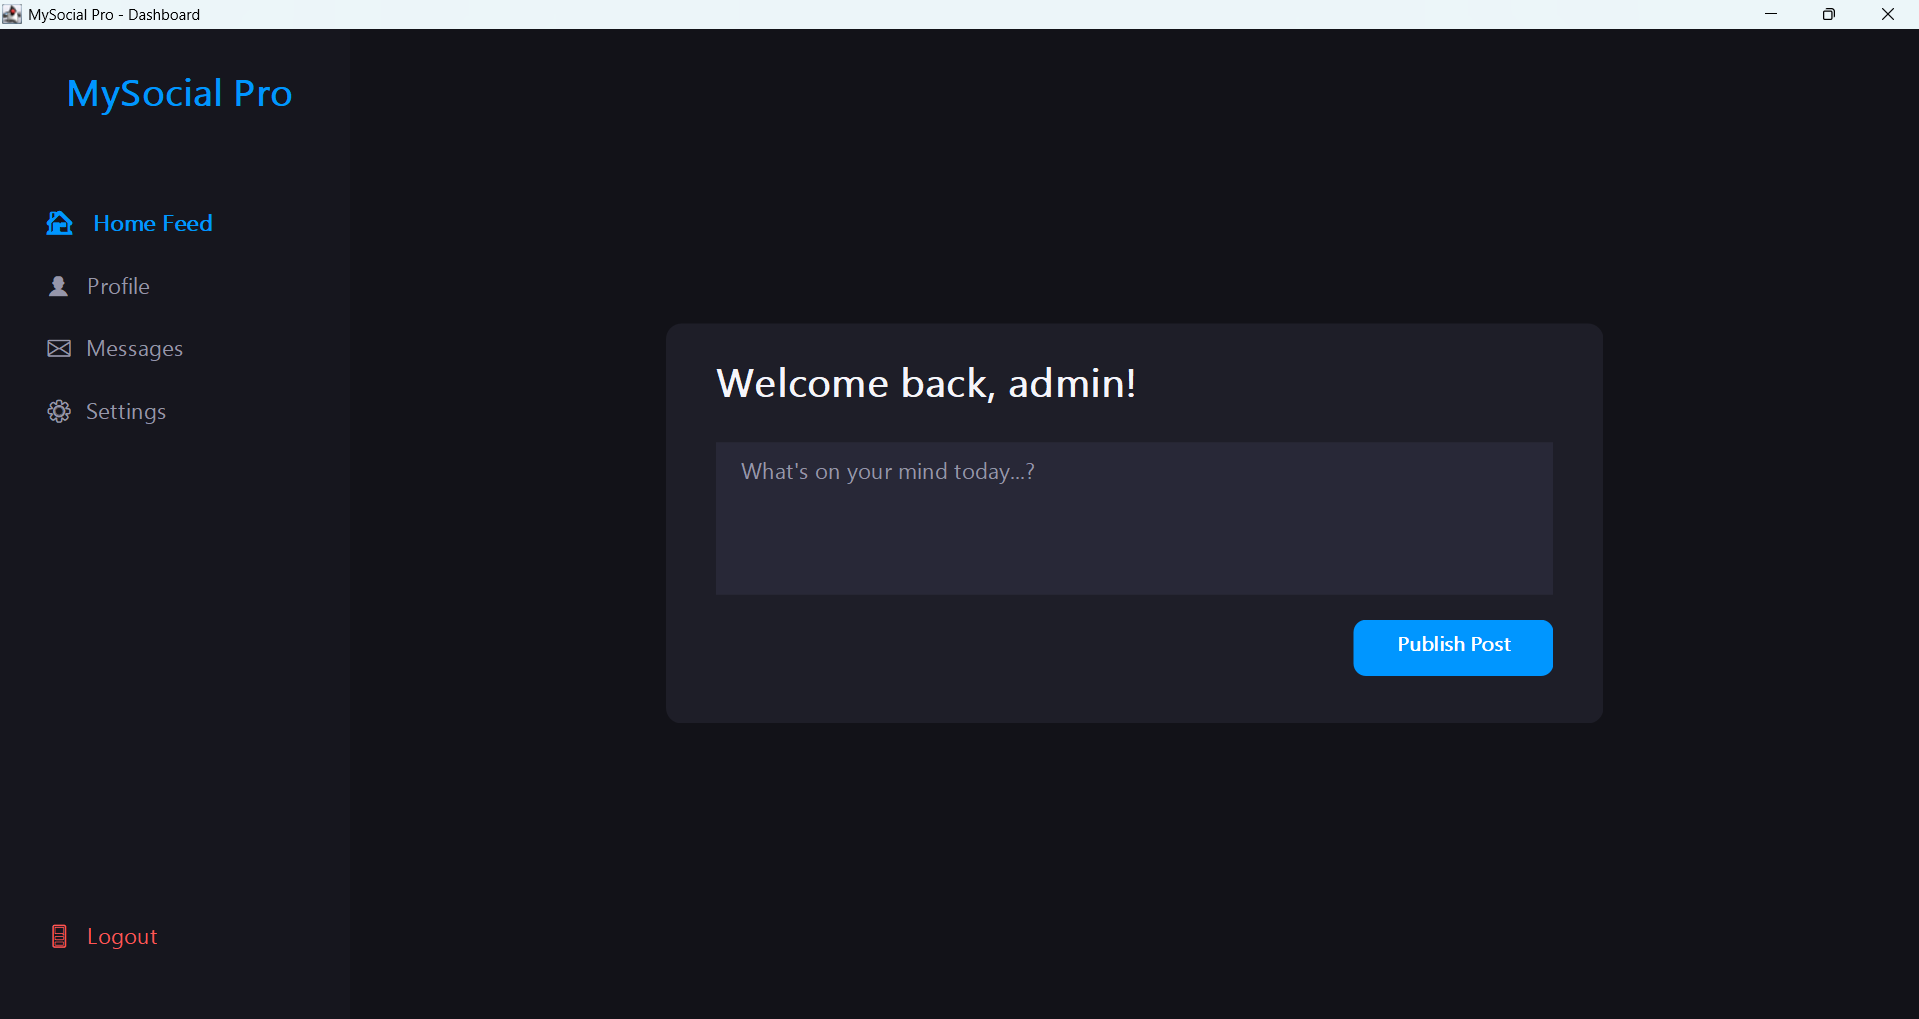 MySocial Pro - Dashboard
MySocial Pro
Home Feed
Profile
Messages
Settings
Logout
Welcome back, admin!
What's on your mind today...?
Publish Post